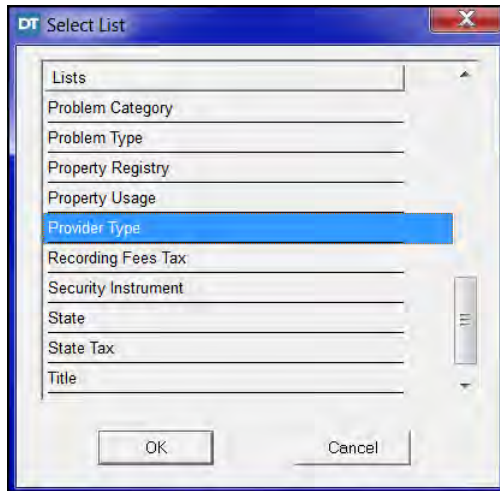 DT Select List
Lists
Problem Category
Problem Type
Property Registry
Property Usage
Provider Type
Recording Fees Tax
Security Instrument
State
State Tax
Title
OK Cancel